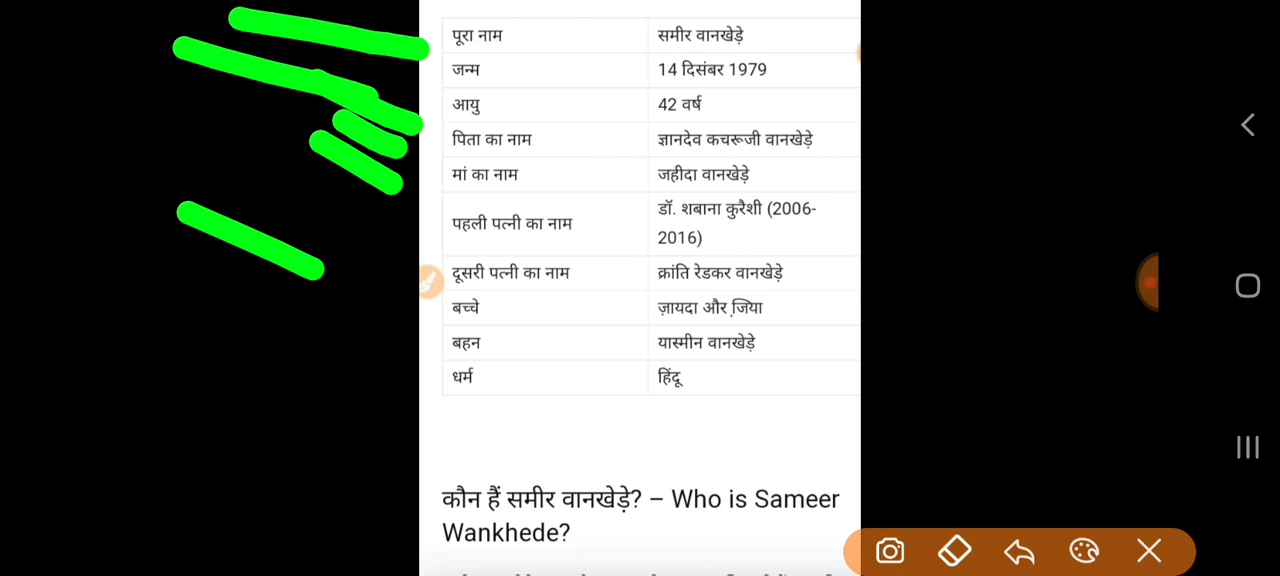 पूरा नाम समीर वानखेड़े
जन्म 14 दिसंबर 1979
आयु 42 वर्ष
पिता का नाम ज्ञानदेव कचरूजी वानखेड़े
मां का नाम जहीदा वानखेड़े
पहली पत्नी का नाम डॉ. शबाना कुरैशी (2006-
2016)
दूसरी पत्नी का नाम क्रांति रेडकर वानखेड़े
बच्चे ज़ायदा और ज़िया
बहन यास्मीन वानखेड़े
धर्म हिंदू
कौन हैं समीर वानखेड़े? – Who is Sameer
Wankhede?